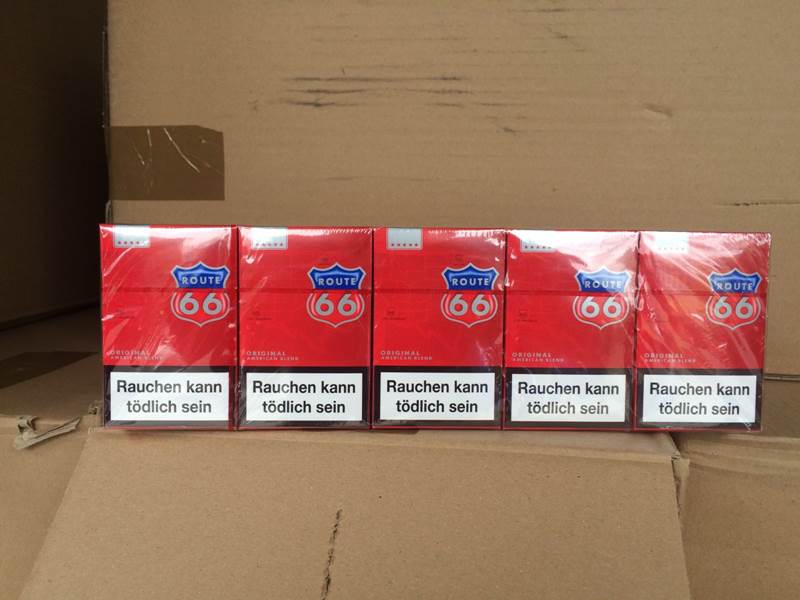 ROUTE
66
ORIGINAL
AMERICAN BLEND
Rauchen kann
tödlich sein
ROUTE
66
ORIGINAL
AMERICAN BLEND
Rauchen kann
tödlich sein
ROUTE
66
ORIGINAL
AMERICAN BLEND
Rauchen kann
tödlich sein
ROUTE
66
ORIGINAL
AMERICAN BLEND
Rauchen kann
tödlich sein
ROUTE
66
ORIGINAL
AMERICAN BLEND
Rauchen kann
tödlich sein